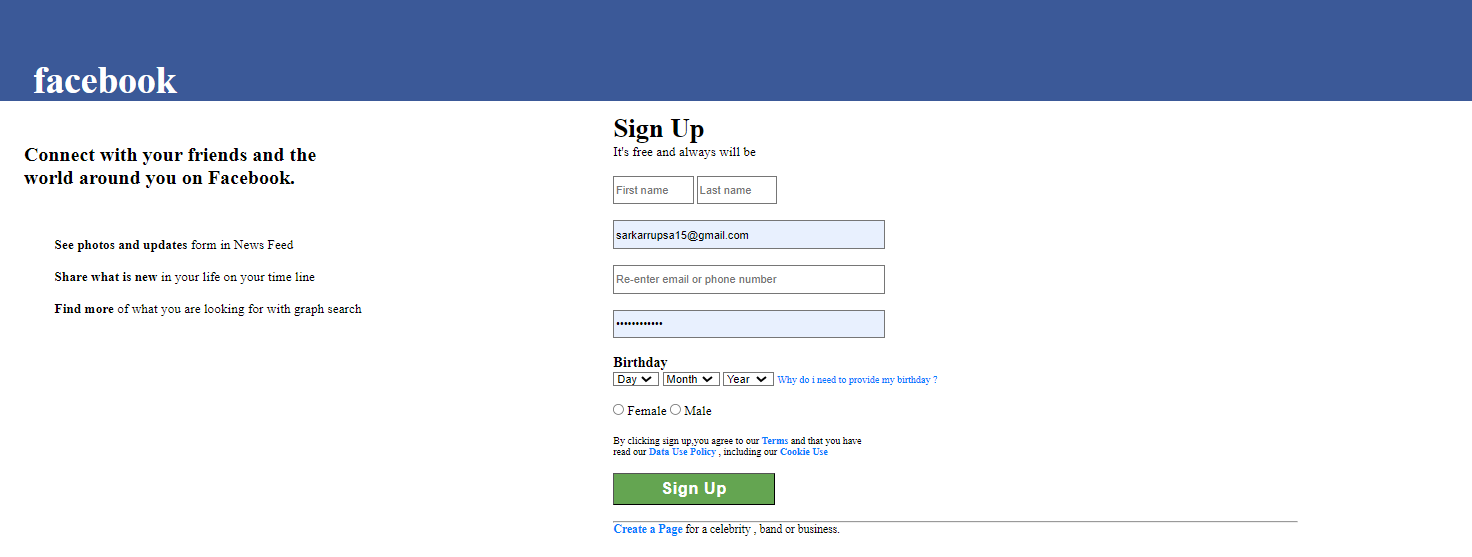 facebook
Connect with your friends and the
world around you on Facebook.
See photos and updates form in News Feed
Share what is new in your life on your time line
Find more of what you are looking for with graph search
Sign Up
It's free and always will be
First name Last name
sarkarrupsa15@gmail.com
Re-enter email or phone number
••••••••••••
Birthday
Day Month Year Why do i need to provide my birthday ?
Female Male
By clicking sign up,you agree to our Terms and that you have
read our Data Use Policy , including our Cookie Use
Sign Up
Create a Page for a celebrity , band or business.